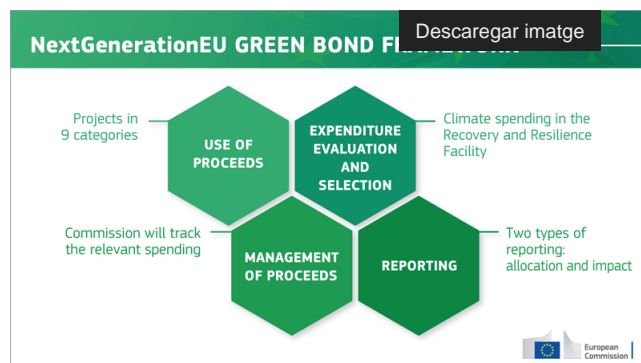 NextGenerationEU GREEN BOND FRAMEWORK
Descaregar imatge
Projects in
9 categories
USE OF
PROCEEDS
EXPENDITURE
EVALUATION
AND
SELECTION
Climate spending in the
Recovery and Resilience
Facility
Commission will track
the relevant spending
MANAGEMENT
OF PROCEEDS
REPORTING
Two types of
reporting:
allocation and impact
European
Commission